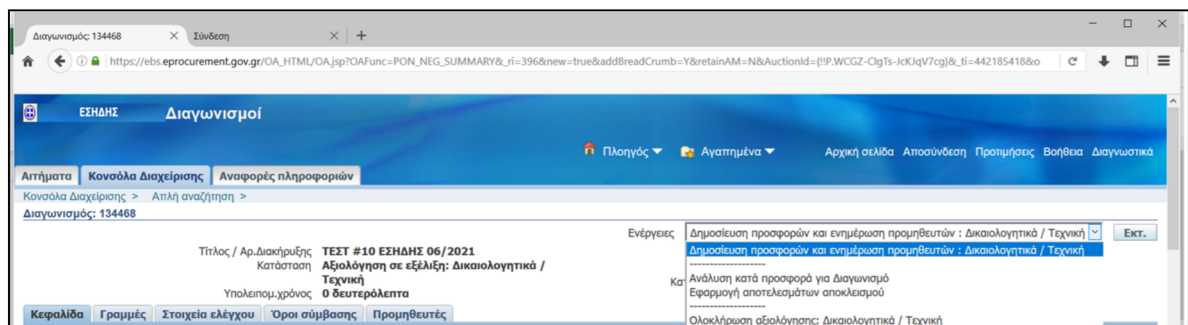 Διαγωνισμός: 134468 Σύνδεση
https://ebs.eprocurement.gov.gr/OA_HTML/OA.jsp?OAFunc=PON_NEG_SUMMARY&_ri=396&new=true&addBreadCrumb=Y&retainAM=N&AuctionId={!!P.WCGZ-CIgTs-JcKJqV7cg}&_ti=442185418&o
ΕΣΗΔΗΣ Διαγωνισμοί
Πλοηγός Αγαπημένα Αρχική σελίδα Αποσύνδεση Προτιμήσεις Βοήθεια Διαγνωστικά
Αιτήματα Κονσόλα Διαχείρισης Αναφορές πληροφοριών
Κονσόλα Διαχείρισης > Απλή αναζήτηση >
Διαγωνισμός: 134468
Ενέργειες Δημοσίευση προσφορών και ενημέρωση προμηθευτών : Δικαιολογητικά / Τεχνική Εκτ.
Τίτλος / Αρ.Διακήρυξης ΤΕΣΤ #10 ΕΣΗΔΗΣ 06/2021 Δημοσίευση προσφορών και ενημέρωση προμηθευτών : Δικαιολογητικά / Τεχνική
Κατάσταση Αξιολόγηση σε εξέλιξη: Δικαιολογητικά / --------------------
Τεχνική Κατ Ανάλυση κατά προσφορά για Διαγωνισμό
Υπολειπομ.χρόνος 0 δευτερόλεπτα Εφαρμογή αποτελεσμάτων αποκλεισμού
--------------------
Κεφαλίδα Γραμμές Στοιχεία ελέγχου Όροι σύμβασης Προμηθευτές Ολοκλήρωση αξιολόγησης: Δικαιολογητικά / Τεχνική